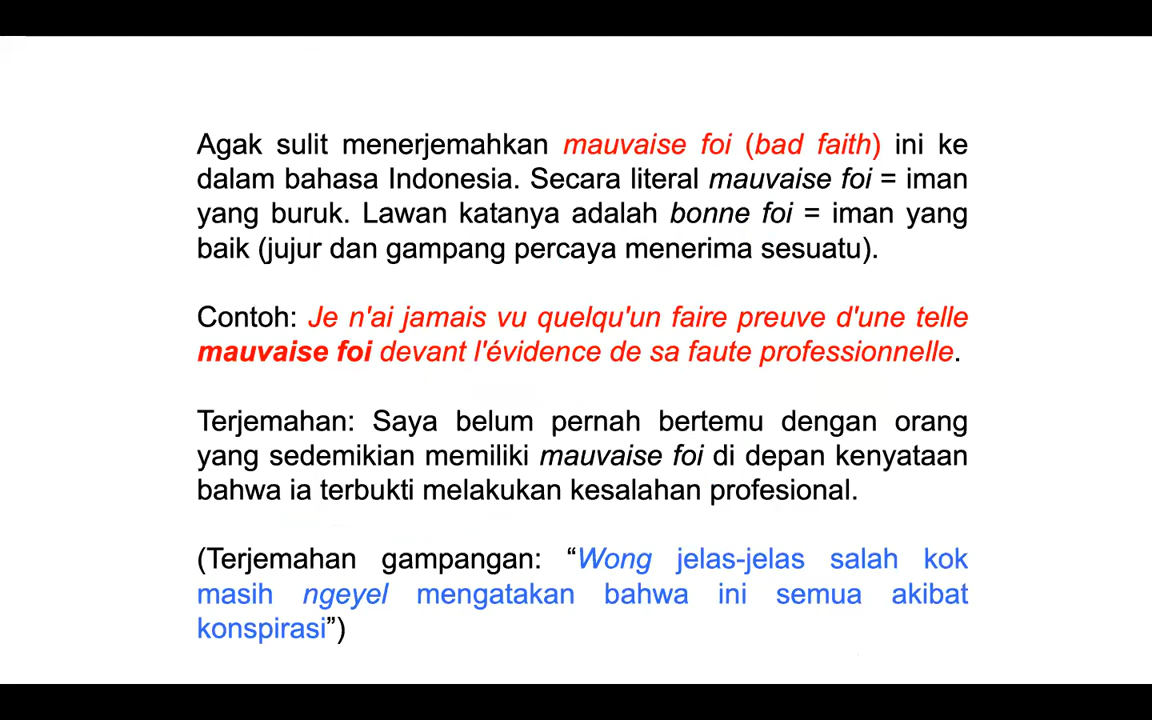 Agak sulit menerjemahkan mauvaise foi (bad faith) ini ke
dalam bahasa Indonesia. Secara literal mauvaise foi = iman
yang buruk. Lawan katanya adalah bonne foi = iman yang
baik (jujur dan gampang percaya menerima sesuatu).
Contoh: Je n'ai jamais vu quelqu'un faire preuve d'une telle
mauvaise foi devant l'évidence de sa faute professionnelle.
Terjemahan: Saya belum pernah bertemu dengan orang
yang sedemikian memiliki mauvaise foi di depan kenyataan
bahwa ia terbukti melakukan kesalahan profesional.
(Terjemahan gampangan: “Wong jelas-jelas salah kok
masih ngeyel mengatakan bahwa ini semua akibat
konspirasi”)